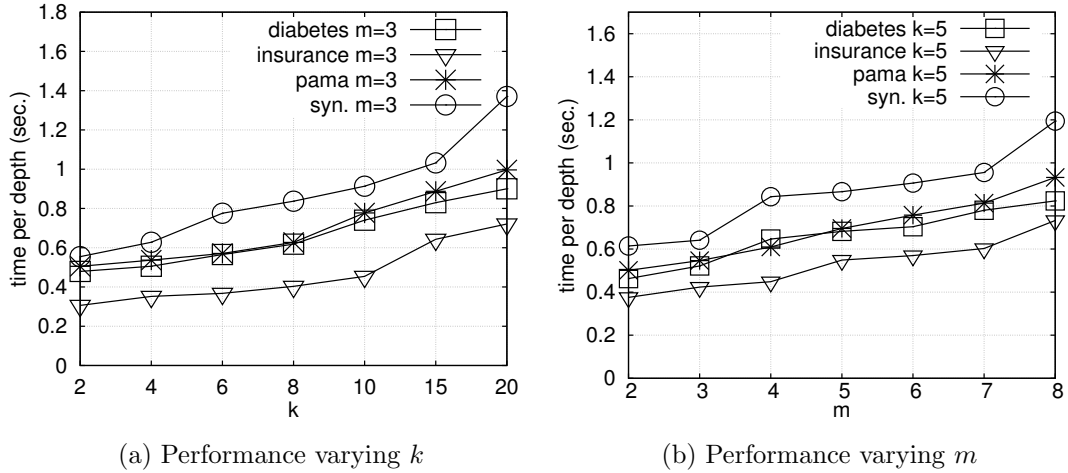 time per depth (sec.)
1.8
1.6
1.4
1.2
1
0.8
0.6
0.4
0.2
0
diabetes m=3
insurance m=3
pama m=3
syn. m=3
2 4 6 8 10 15 20
k
(a) Performance varying k
time per depth (sec.)
1.6
1.4
1.2
1
0.8
0.6
0.4
0.2
0
diabetes k=5
insurance k=5
pama k=5
syn. k=5
2 3 4 5 6 7 8
m
(b) Performance varying m